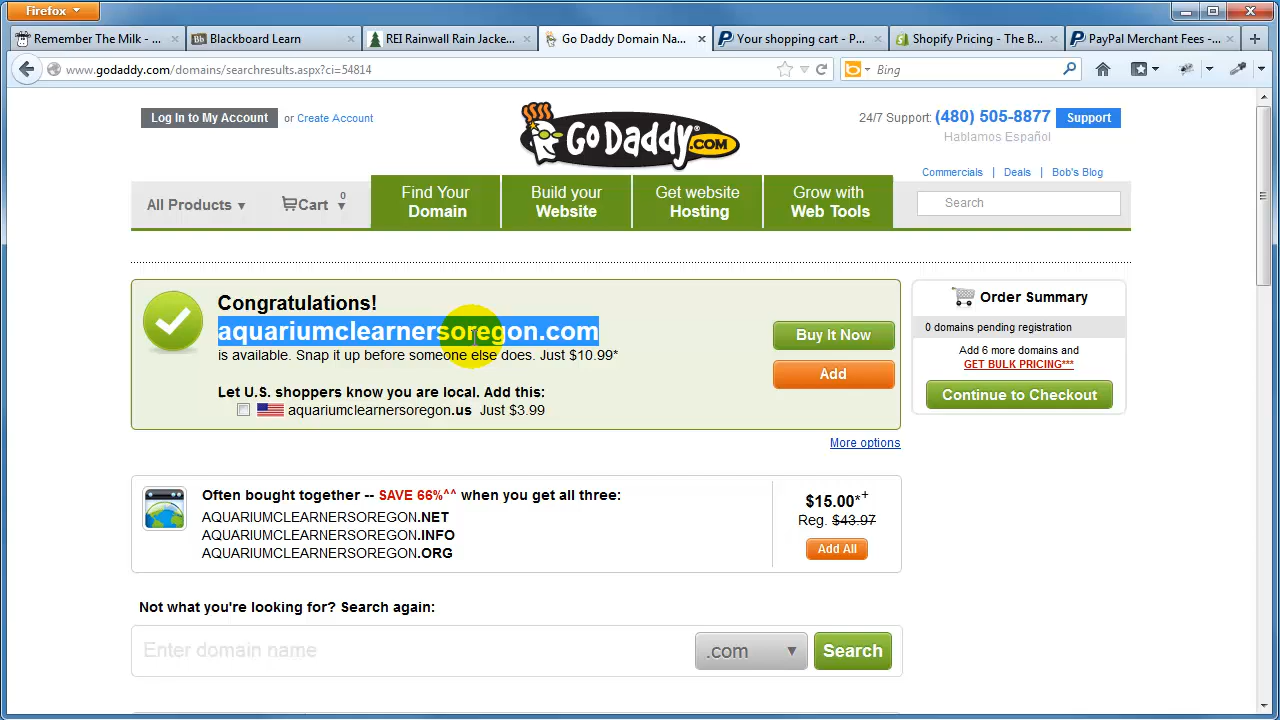 Firefox
Remember The Milk - ...
Blackboard Learn
REI Rainwall Rain Jacke...
Go Daddy Domain Na...
Your shopping cart - P...
Shopify Pricing - The B...
PayPal Merchant Fees -...
www.godaddy.com/domains/searchresults.aspx?ci=54814
Bing
Log In to My Account or Create Account
GODaddy.COM
24/7 Support: (480) 505-8877 Support
Hablamos Español
Commercials | Deals | Bob's Blog
All Products
Cart 0
Find Your Domain
Build your Website
Get website Hosting
Grow with Web Tools
Search
Congratulations!
aquariumclearnersoregon.com
is available. Snap it up before someone else does. Just $10.99*
Buy It Now
Add
Let U.S. shoppers know you are local. Add this:
aquariumclearnersoregon.us Just $3.99
More options
Order Summary
0 domains pending registration
Add 6 more domains and
GET BULK PRICING***
Continue to Checkout
Often bought together -- SAVE 66%^^ when you get all three:
AQUARIUMCLEARNERSOREGON.NET
AQUARIUMCLEARNERSOREGON.INFO
AQUARIUMCLEARNERSOREGON.ORG
$15.00*+
Reg. $43.97
Add All
Not what you're looking for? Search again:
Enter domain name
.com
Search